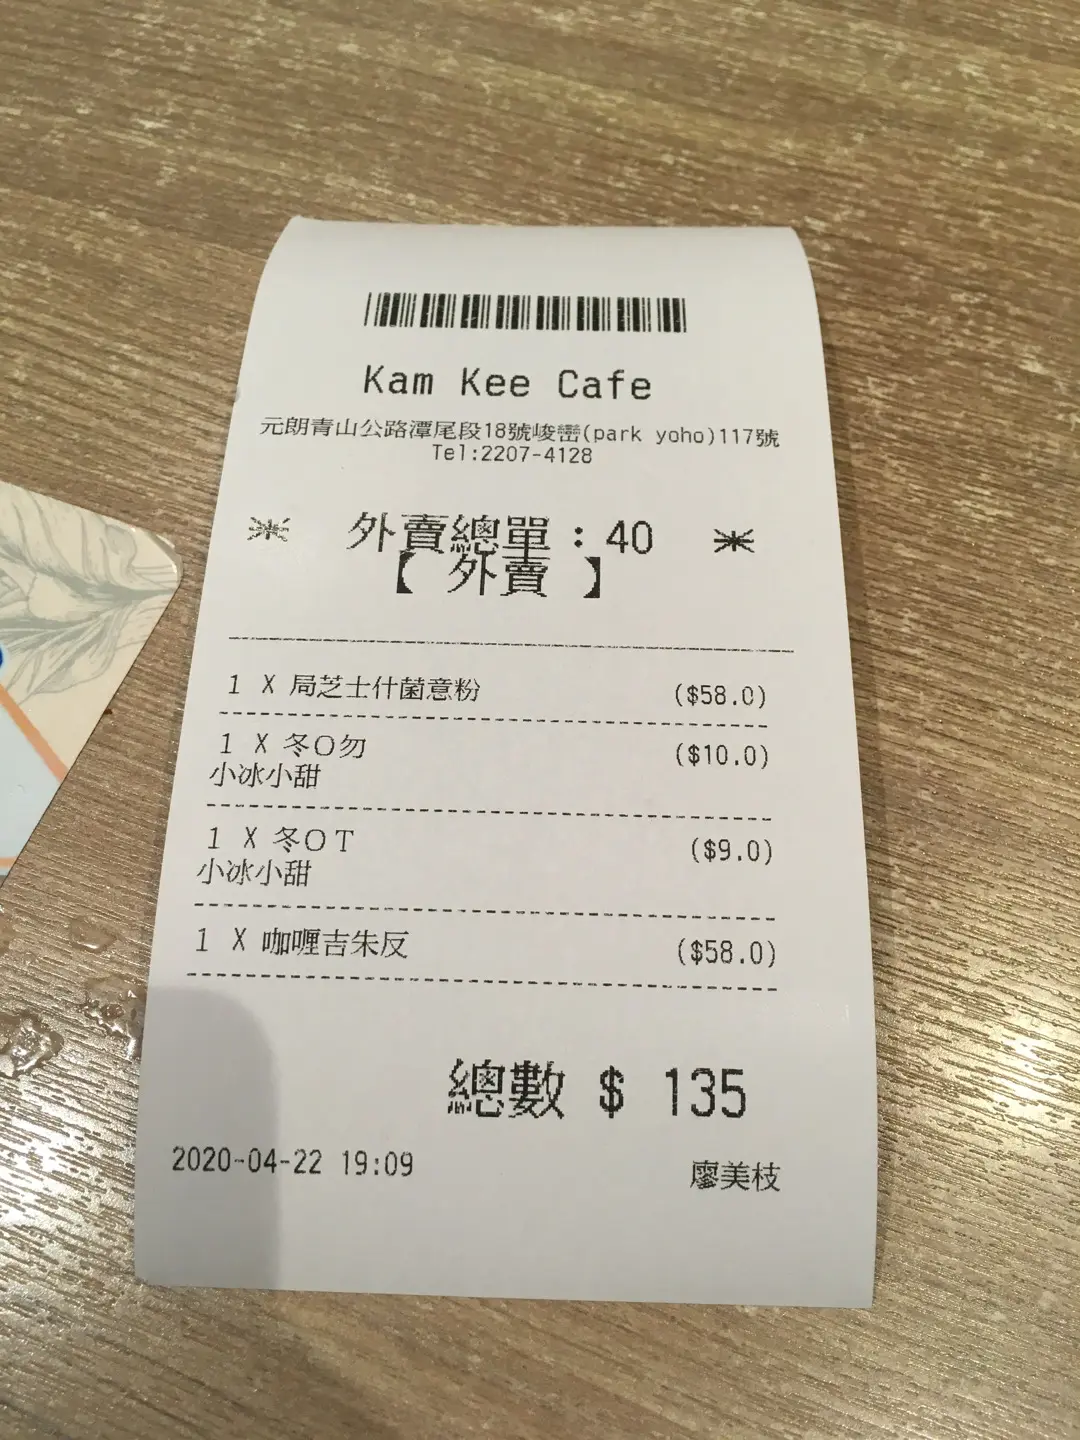 Kam Kee Cafe
元朗青山公路潭尾段18號峻巒(park yoho)117號
Tel:2207-4128
* 外賣總單：40 *
【 外賣 】
1 X 局芝士什菌意粉 ($58.0)
1 X 冬O勿 ($10.0)
小冰小甜
1 X 冬OT ($9.0)
小冰小甜
1 X 咖喱吉朱反 ($58.0)
總數 $ 135
2020-04-22 19:09 廖美枝